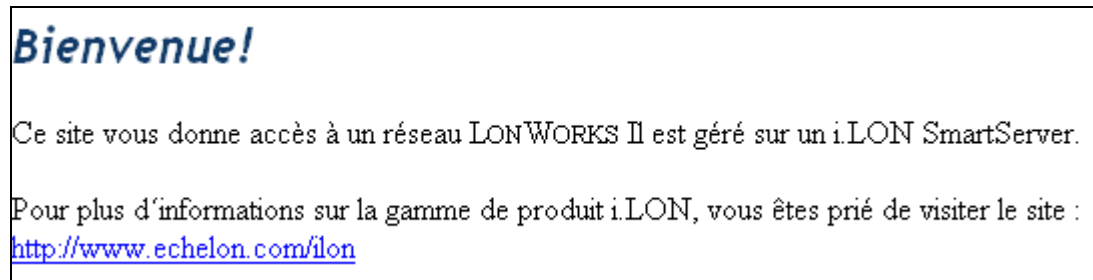 Bienvenue!
Ce site vous donne accès à un réseau LONWORKS Il est géré sur un i.LON SmartServer.
Pour plus d´informations sur la gamme de produit i.LON, vous êtes prié de visiter le site :
http://www.echelon.com/ilon